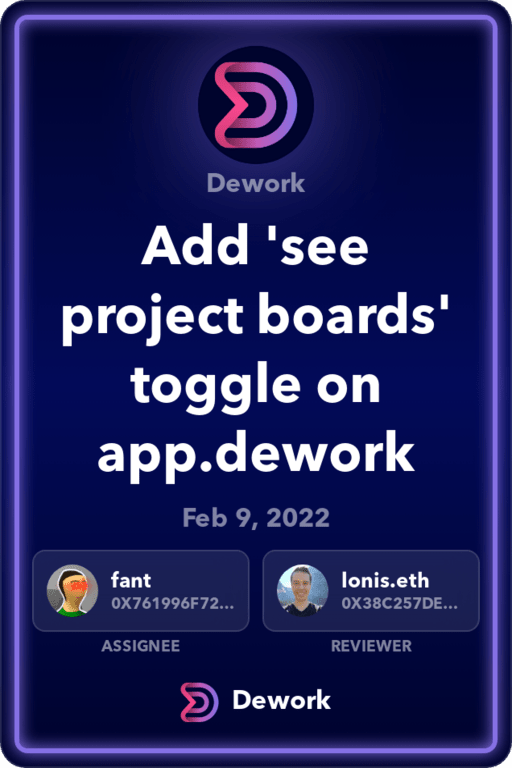 Dework
Add 'see
project boards'
toggle on
app.dework
Feb 9, 2022
fant
0X761996F72...
lonis.eth
0X38C257DE...
ASSIGNEE
REVIEWER
Dework